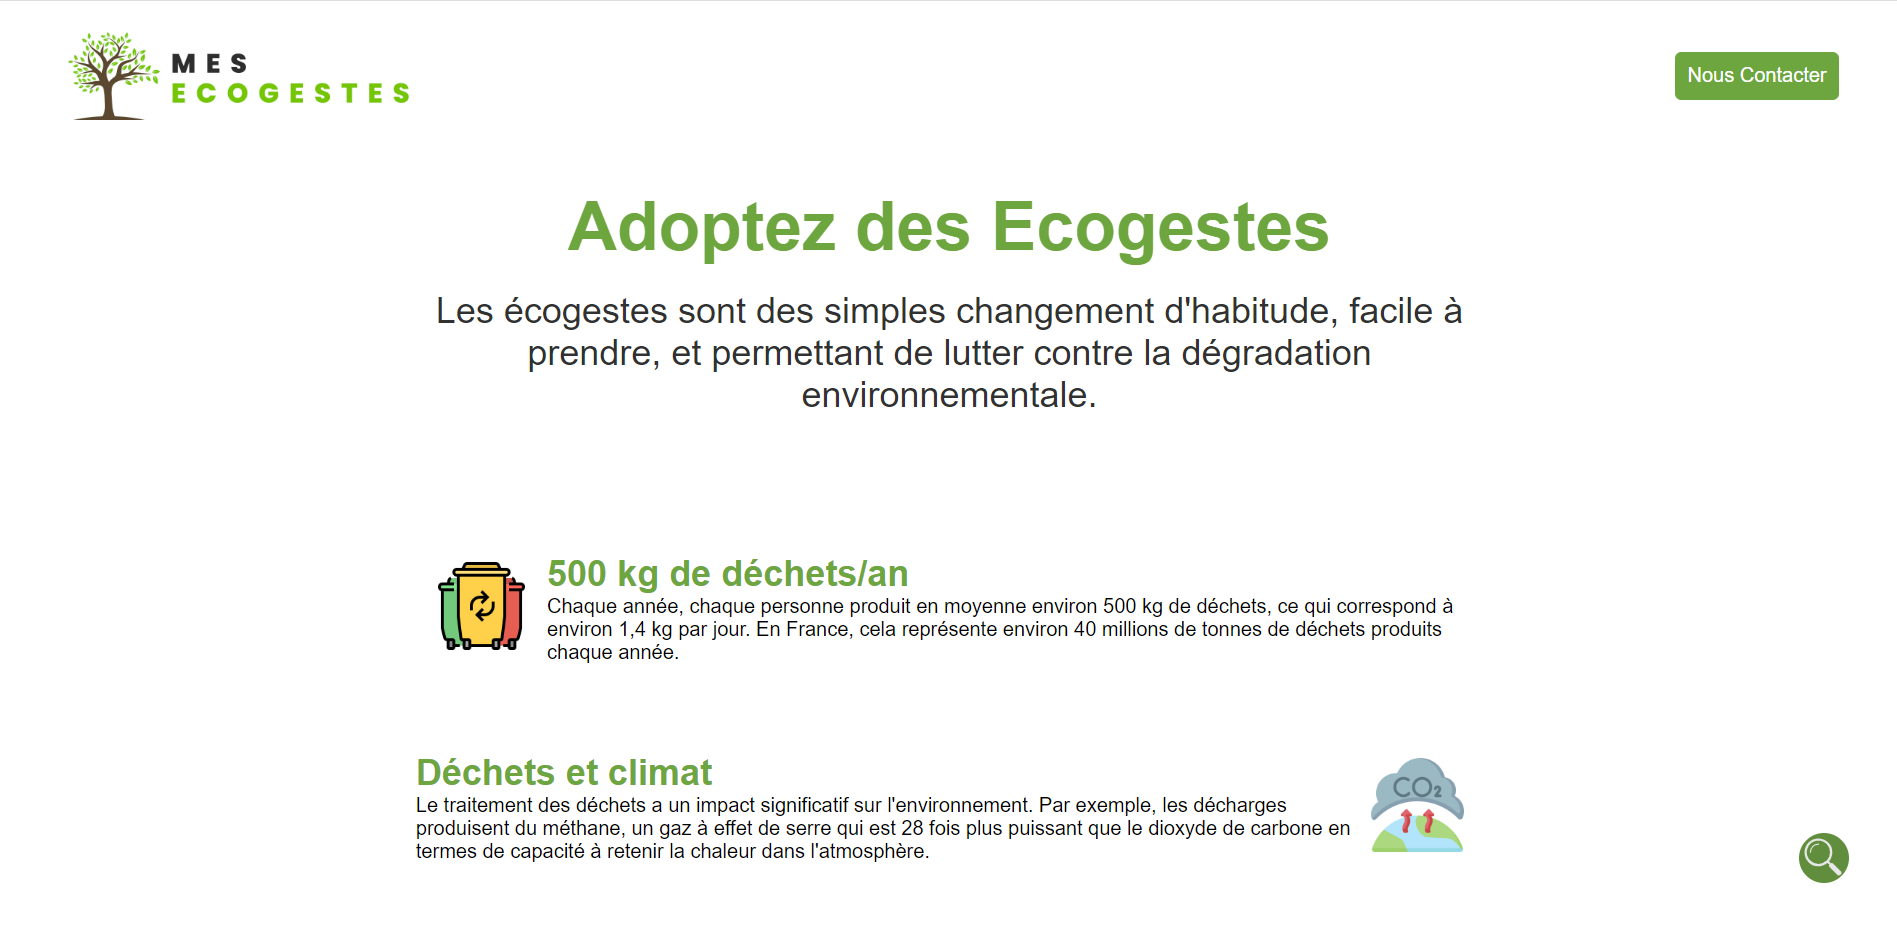 MES
ECOGESTES
Nous Contacter
Adoptez des Ecogestes
Les écogestes sont des simples changement d'habitude, facile à
prendre, et permettant de lutter contre la dégradation
environnementale.
500 kg de déchets/an
Chaque année, chaque personne produit en moyenne environ 500 kg de déchets, ce qui correspond à
environ 1,4 kg par jour. En France, cela représente environ 40 millions de tonnes de déchets produits
chaque année.
Déchets et climat
Le traitement des déchets a un impact significatif sur l'environnement. Par exemple, les décharges
produisent du méthane, un gaz à effet de serre qui est 28 fois plus puissant que le dioxyde de carbone en
termes de capacité à retenir la chaleur dans l'atmosphère.
CO₂